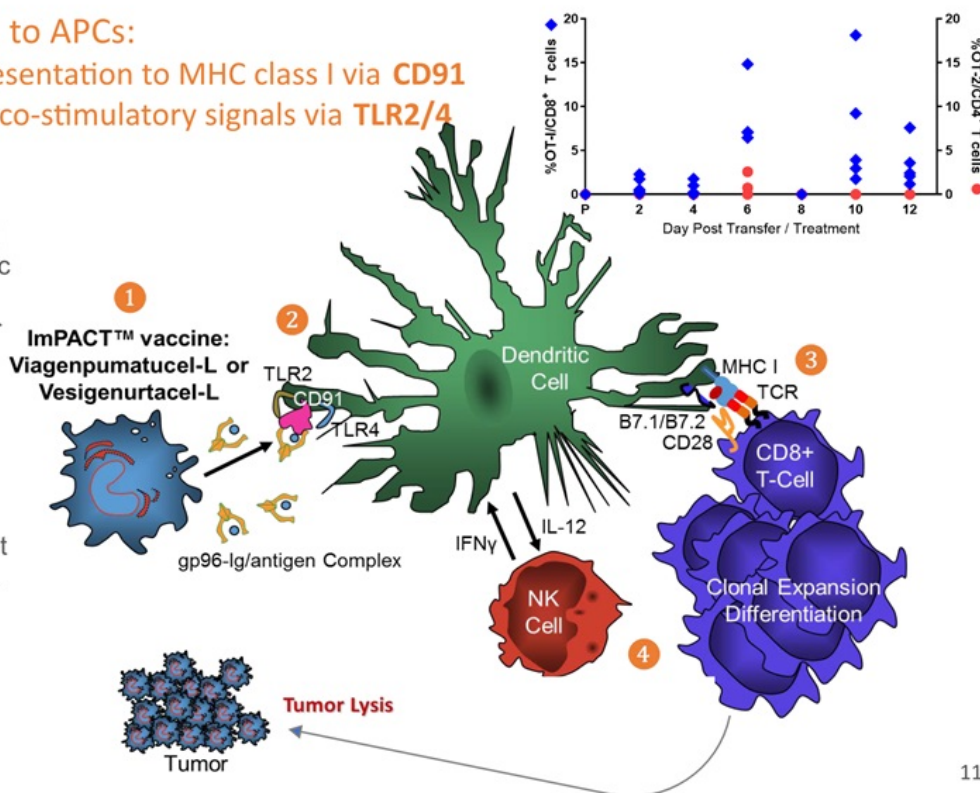 to APCs:
esentation to MHC class I via CD91
co-stimulatory signals via TLR2/4
%OT-I/CD8+ T cells
20
15
10
5
0
20
15
10
5
0
%OT-2/CD4 T cells
P 2 4 6 8 10 12
Day Post Transfer / Treatment
c
1
ImPACT™ vaccine:
Viagenpumatucel-L or
Vesigenurtacel-L
2
TLR2
CD91
TLR4
Dendritic
Cell
3
MHC I
TCR
B7.1/B7.2
CD28
CD8+
T-Cell
t
gp96-Ig/antigen Complex
IFNγ
IL-12
NK
Cell
4
Clonal Expansion
Differentiation
Tumor Lysis
Tumor
11